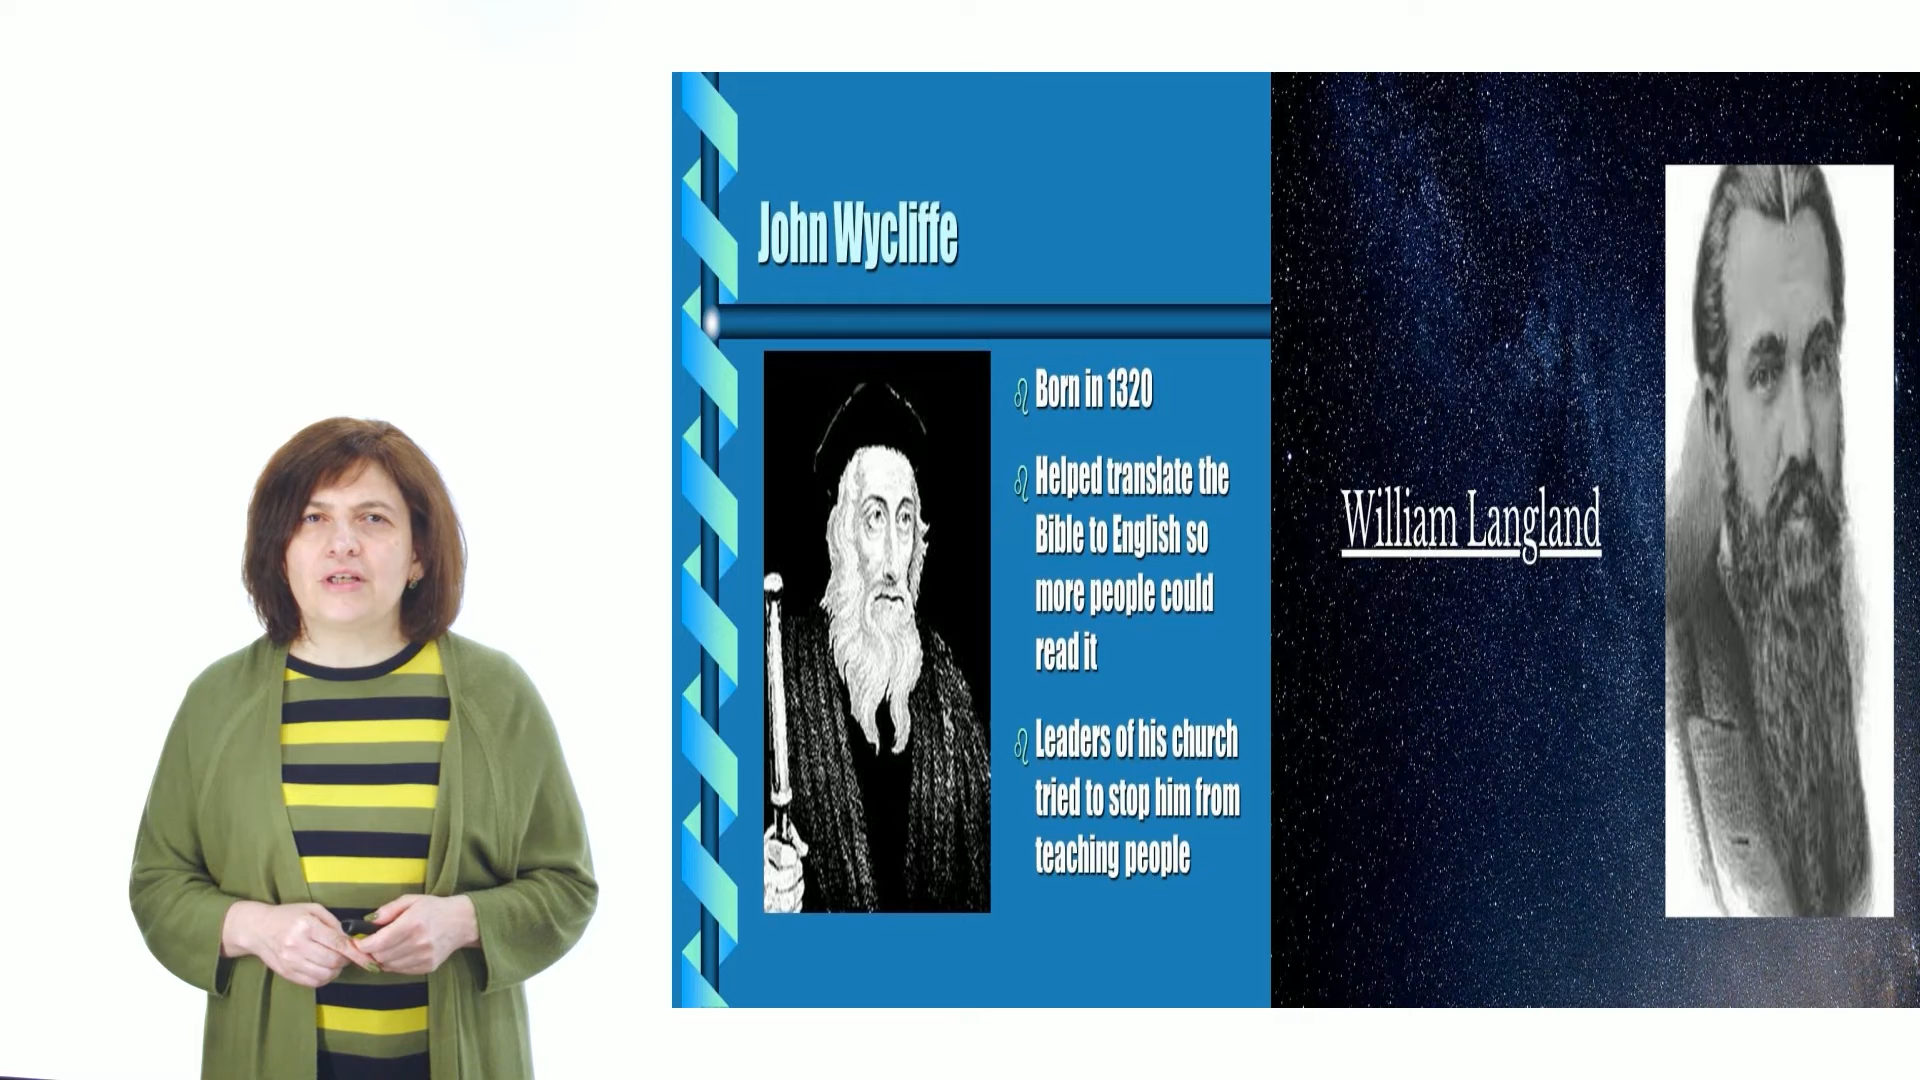 John Wycliffe
Born in 1320
Helped translate the
Bible to English so
more people could
read it
Leaders of his church
tried to stop him from
teaching people
William Langland